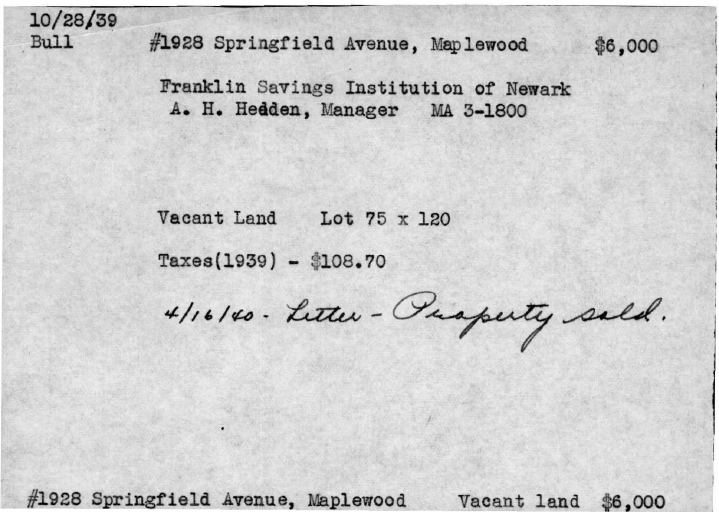 10/28/39
Bull #1928 Springfield Avenue, Maplewood $6,000
Franklin Savings Institution of Newark
A. H. Hedden, Manager MA 3-1800
Vacant Land Lot 75 x 120
Taxes(1939) - $108.70
4/16/40 - Letter - Property sold.
#1928 Springfield Avenue, Maplewood Vacant land $6,000